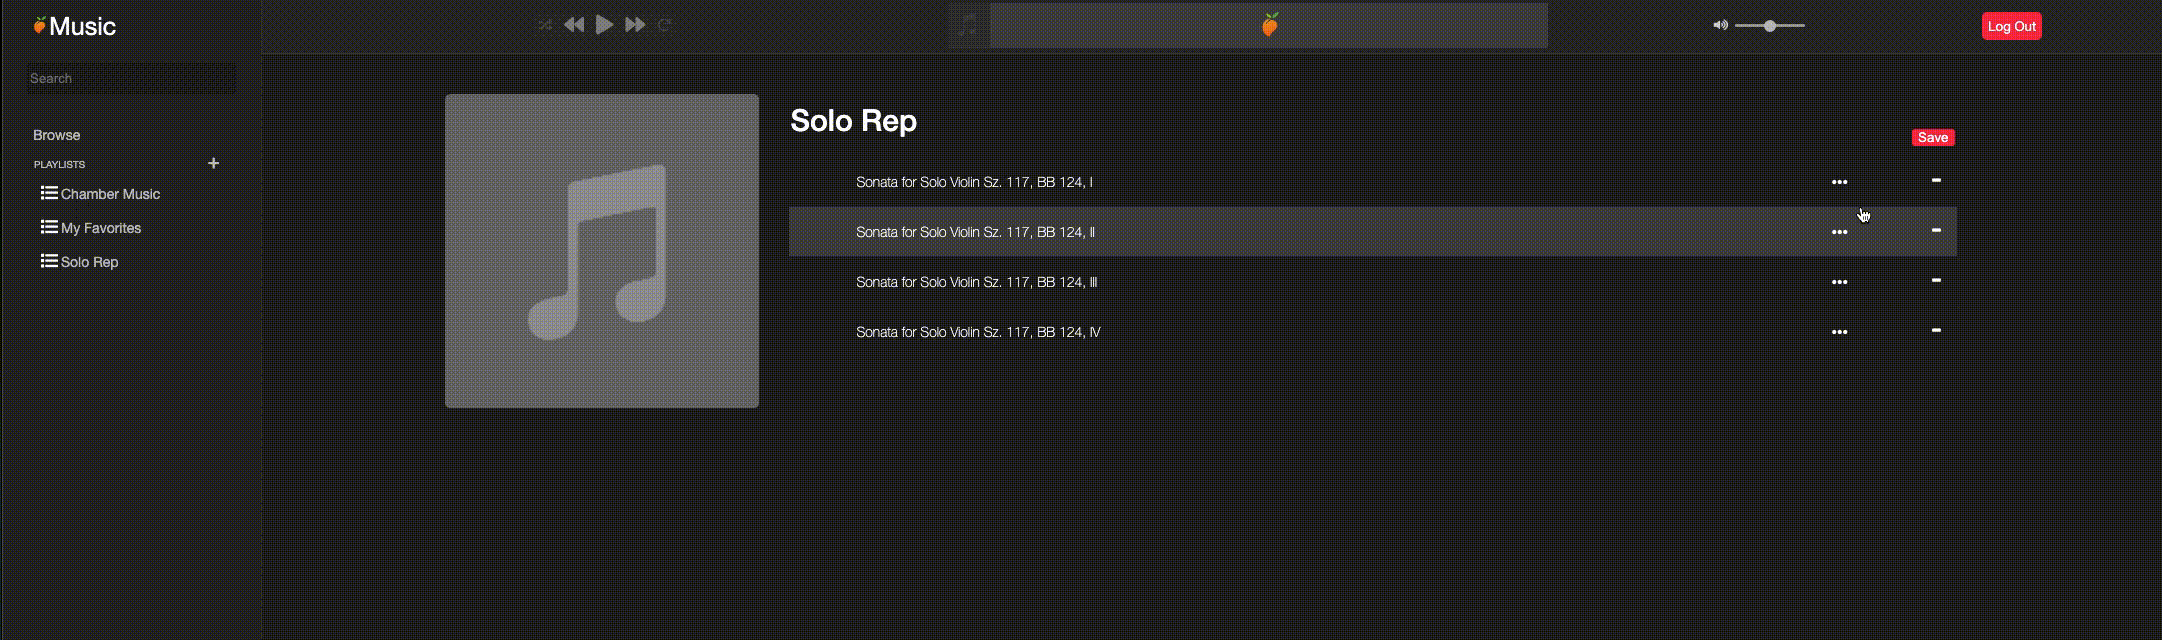 Music
Log Out
Search
Browse
PLAYLISTS
Chamber Music
My Favorites
Solo Rep
Solo Rep
Save
Sonata for Solo Violin Sz. 117, BB 124, I
Sonata for Solo Violin Sz. 117, BB 124, II
Sonata for Solo Violin Sz. 117, BB 124, III
Sonata for Solo Violin Sz. 117, BB 124, IV